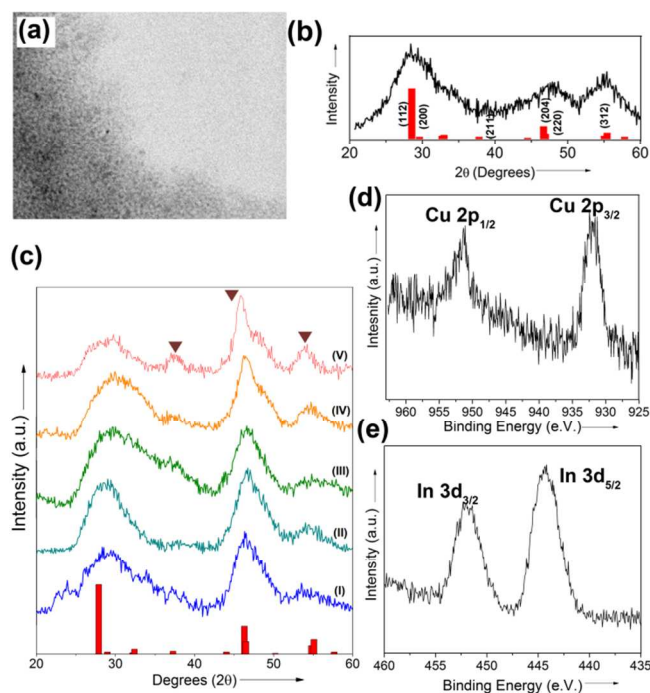 (a)
(b)
Intensity
(112)
(200)
(211)
(204)
(220)
(312)
20 30 40 50 60
2θ (Degrees)
(c)
Intensity (a.u.)
(V)
(IV)
(III)
(II)
(I)
20 30 40 50 60
Degrees (2θ)
(d)
Cu 2p1/2
Cu 2p3/2
Intesnity (a.u.)
960 955 950 945 940 935 930 925
Binding Energy (e.V.)
(e)
In 3d3/2
In 3d5/2
Intensity (a.u.)
460 455 450 445 440 435
Binding Energy (e.V.)